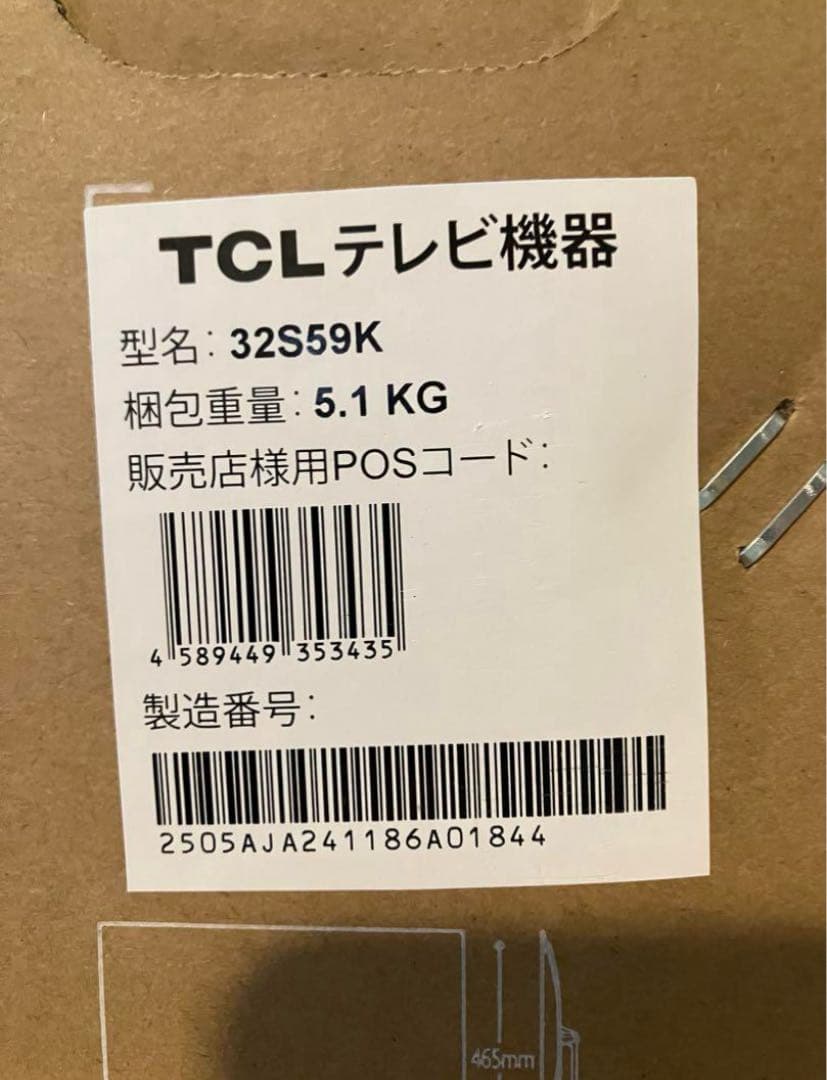 TCLテレビ機器
型名：32S59K
梱包重量：5.1 KG
販売店様用POSコード：
4 589449 353435
製造番号：
2505AJA241186A01844
465mm